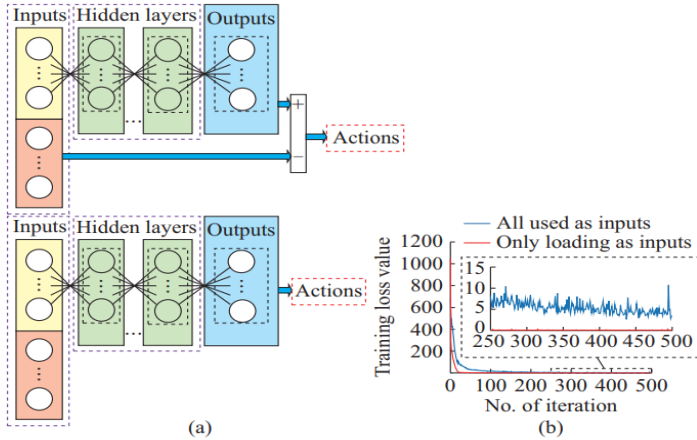 Inputs
Hidden layers
Outputs
...
+
−
Actions
Inputs
Hidden layers
Outputs
...
Actions
(a)
All used as inputs
Only loading as inputs
Training loss value
1200
1000
800
600
400
200
15
10
5
0
250 300 350 400 450 500
0 100 200 300 400 500
No. of iteration
(b)